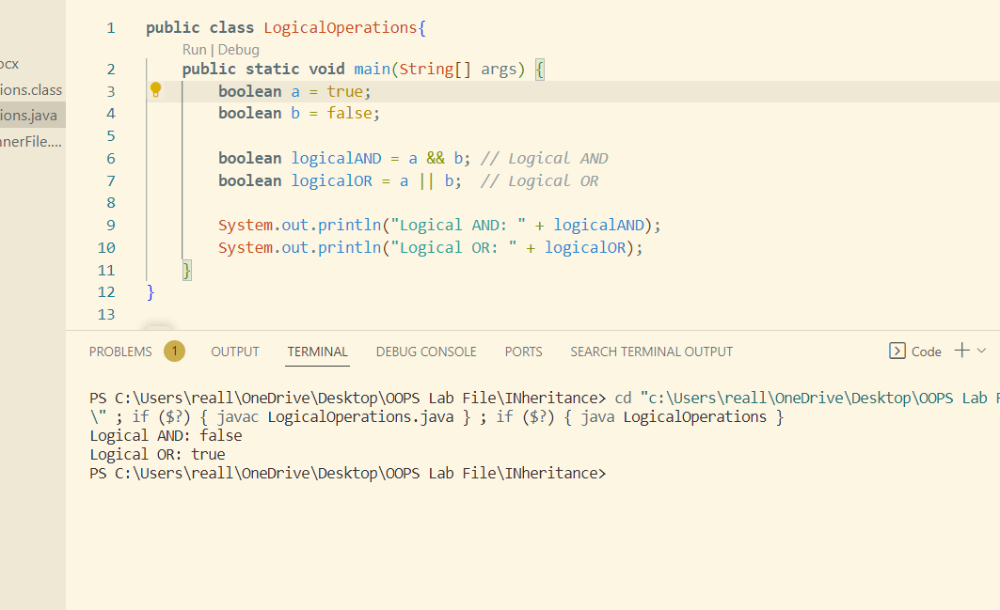 1 public class LogicalOperations{
Run | Debug
2 public static void main(String[] args) {
3 boolean a = true;
4 boolean b = false;
5
6 boolean logicalAND = a && b; // Logical AND
7 boolean logicalOR = a || b;  // Logical OR
8
9 System.out.println("Logical AND: " + logicalAND);
10 System.out.println("Logical OR: " + logicalOR);
11 }
12 }
13
ocx
ions.class
ions.java
nerFile....
PROBLEMS 1 OUTPUT TERMINAL DEBUG CONSOLE PORTS SEARCH TERMINAL OUTPUT Code
PS C:\Users\reall\OneDrive\Desktop\OOPS Lab File\INheritance> cd "c:\Users\reall\OneDrive\Desktop\OOPS Lab F
\" ; if ($?) { javac LogicalOperations.java } ; if ($?) { java LogicalOperations }
Logical AND: false
Logical OR: true
PS C:\Users\reall\OneDrive\Desktop\OOPS Lab File\INheritance>